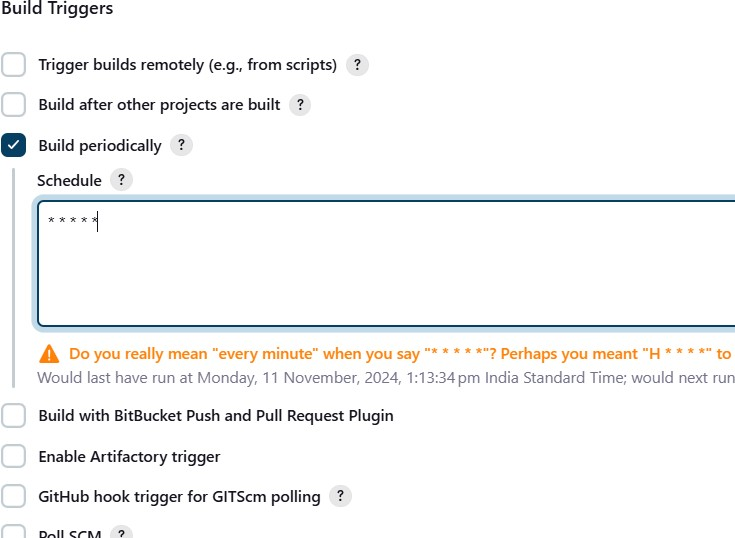 Build Triggers
Trigger builds remotely (e.g., from scripts) ?
Build after other projects are built ?
Build periodically ?
Schedule ?
* * * * *
Do you really mean "every minute" when you say "* * * * *"? Perhaps you meant "H * * * *" to
Would last have run at Monday, 11 November, 2024, 1:13:34 pm India Standard Time; would next run
Build with BitBucket Push and Pull Request Plugin
Enable Artifactory trigger
GitHub hook trigger for GITScm polling ?
Poll SCM ?